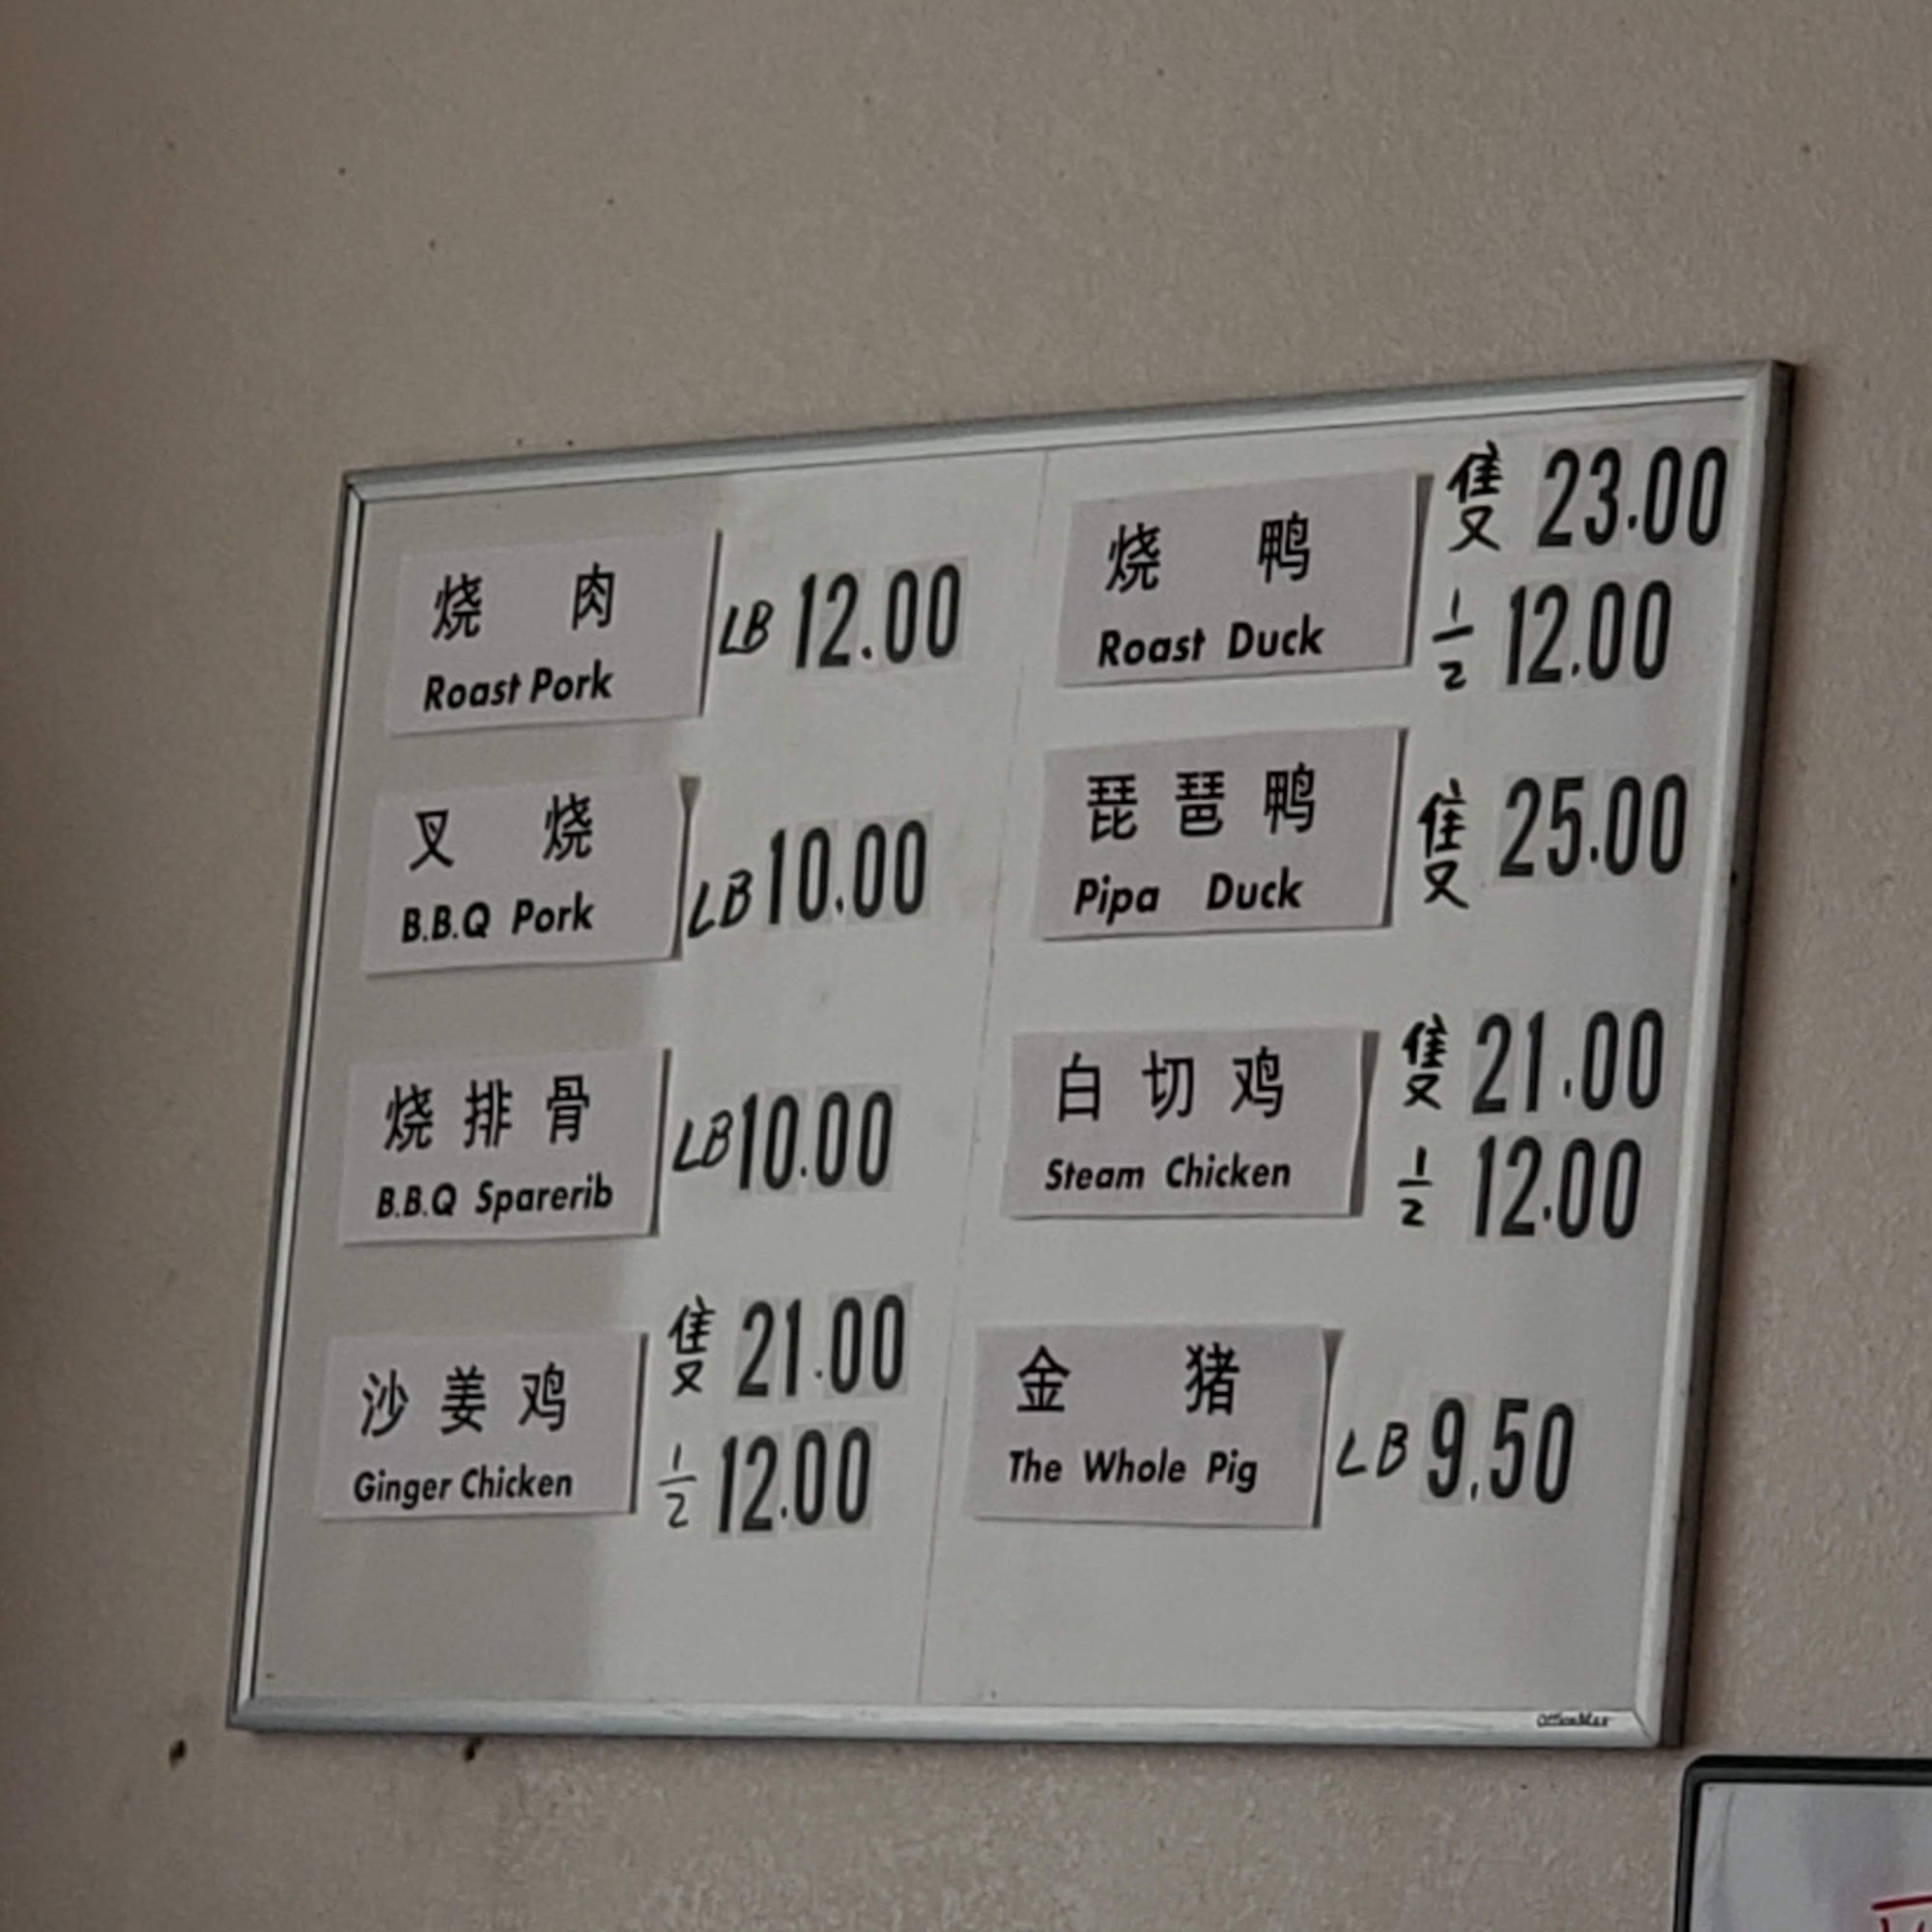 烧 肉
Roast Pork
LB 12.00
叉 烧
B.B.Q Pork
LB 10.00
烧排骨
B.B.Q Sparerib
LB 10.00
沙姜鸡
Ginger Chicken
隻 21.00
1/2 12.00
烧 鸭
Roast Duck
隻 23.00
1/2 12.00
琵琶鸭
Pipa Duck
隻 25.00
白切鸡
Steam Chicken
隻 21.00
1/2 12.00
金 猪
The Whole Pig
LB 9.50
OfficeMax